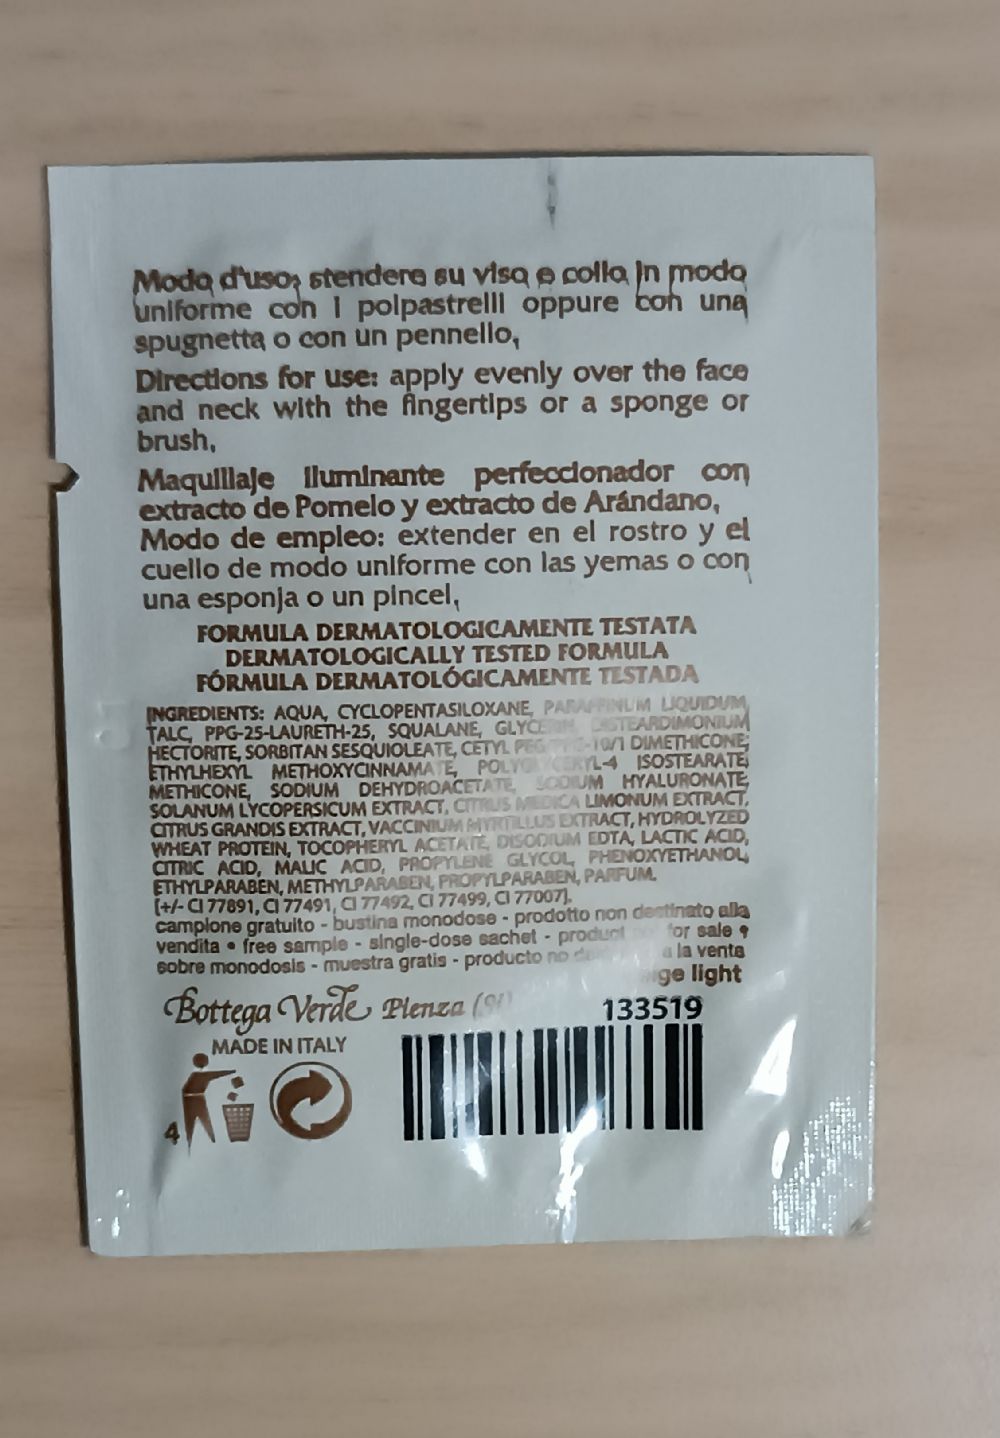 Modo d'uso: stendere su viso e collo in modo
uniforme con i polpastrelli oppure con una
spugnetta o con un pennello.
Directions for use: apply evenly over the face
and neck with the fingertips or a sponge or
brush.
Maquillaje iluminante perfeccionador con
extracto de Pomelo y extracto de Arándano.
Modo de empleo: extender en el rostro y el
cuello de modo uniforme con las yemas o con
una esponja o un pincel.
FORMULA DERMATOLOGICAMENTE TESTATA
DERMATOLOGICALLY TESTED FORMULA
FÓRMULA DERMATOLÓGICAMENTE TESTADA
INGREDIENTS: AQUA, CYCLOPENTASILOXANE, PARAFFINUM LIQUIDUM,
TALC, PPG-25-LAURETH-25, SQUALANE, GLYCERIN, DISTEARDIMONIUM
HECTORITE, SORBITAN SESQUIOLEATE, CETYL PEG/PPG-10/1 DIMETHICONE,
ETHYLHEXYL METHOXYCINNAMATE, POLYGLYCERYL-4 ISOSTEARATE,
METHICONE, SODIUM DEHYDROACETATE, SODIUM HYALURONATE,
SOLANUM LYCOPERSICUM EXTRACT, CITRUS MEDICA LIMONUM EXTRACT,
CITRUS GRANDIS EXTRACT, VACCINIUM MYRTILLUS EXTRACT, HYDROLYZED
WHEAT PROTEIN, TOCOPHERYL ACETATE, DISODIUM EDTA, LACTIC ACID,
CITRIC ACID, MALIC ACID, PROPYLENE GLYCOL, PHENOXYETHANOL,
ETHYLPARABEN, METHYLPARABEN, PROPYLPARABEN, PARFUM.
[+/- CI 77891, CI 77491, CI 77492, CI 77499, CI 77007].
campione gratuito - bustina monodose - prodotto non destinato alla
vendita • free sample - single-dose sachet - product for sale •
sobre monodosis - muestra gratis - producto no a la venta
light
Bottega Verde Pienza (Si)
133519
MADE IN ITALY
4